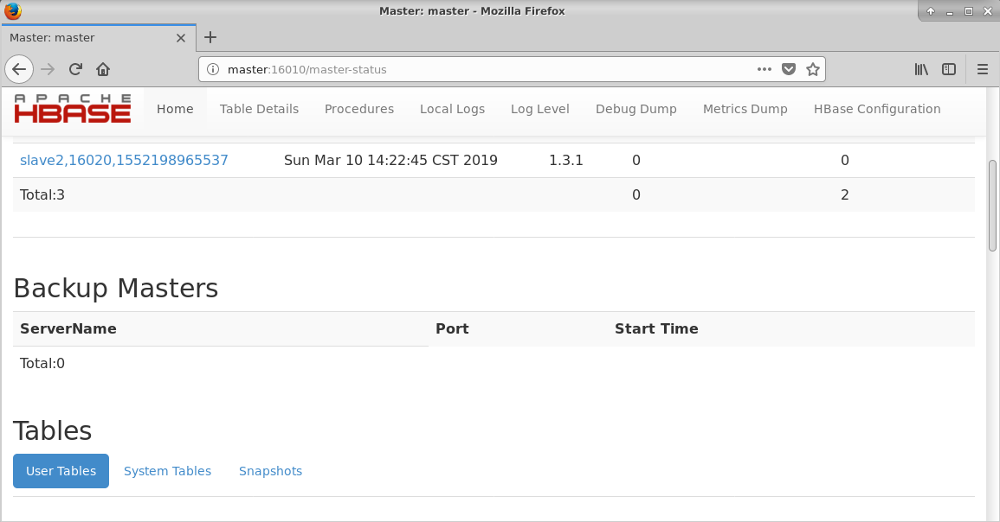 Master: master - Mozilla Firefox
Master: master
master:16010/master-status
APACHE
HBASE
Home Table Details Procedures Local Logs Log Level Debug Dump Metrics Dump HBase Configuration
slave2,16020,1552198965537 Sun Mar 10 14:22:45 CST 2019 1.3.1 0 0
Total:3 0 2
Backup Masters
ServerName Port Start Time
Total:0
Tables
User Tables System Tables Snapshots